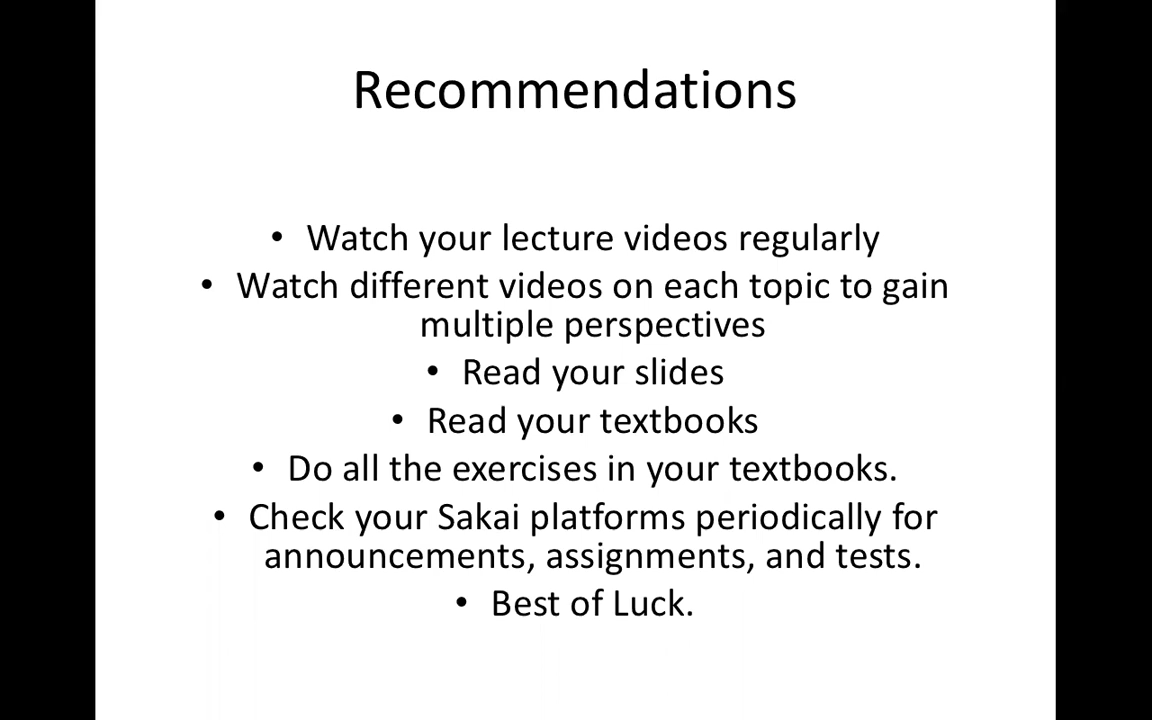 Recommendations
• Watch your lecture videos regularly
• Watch different videos on each topic to gain
multiple perspectives
• Read your slides
• Read your textbooks
• Do all the exercises in your textbooks.
• Check your Sakai platforms periodically for
announcements, assignments, and tests.
• Best of Luck.